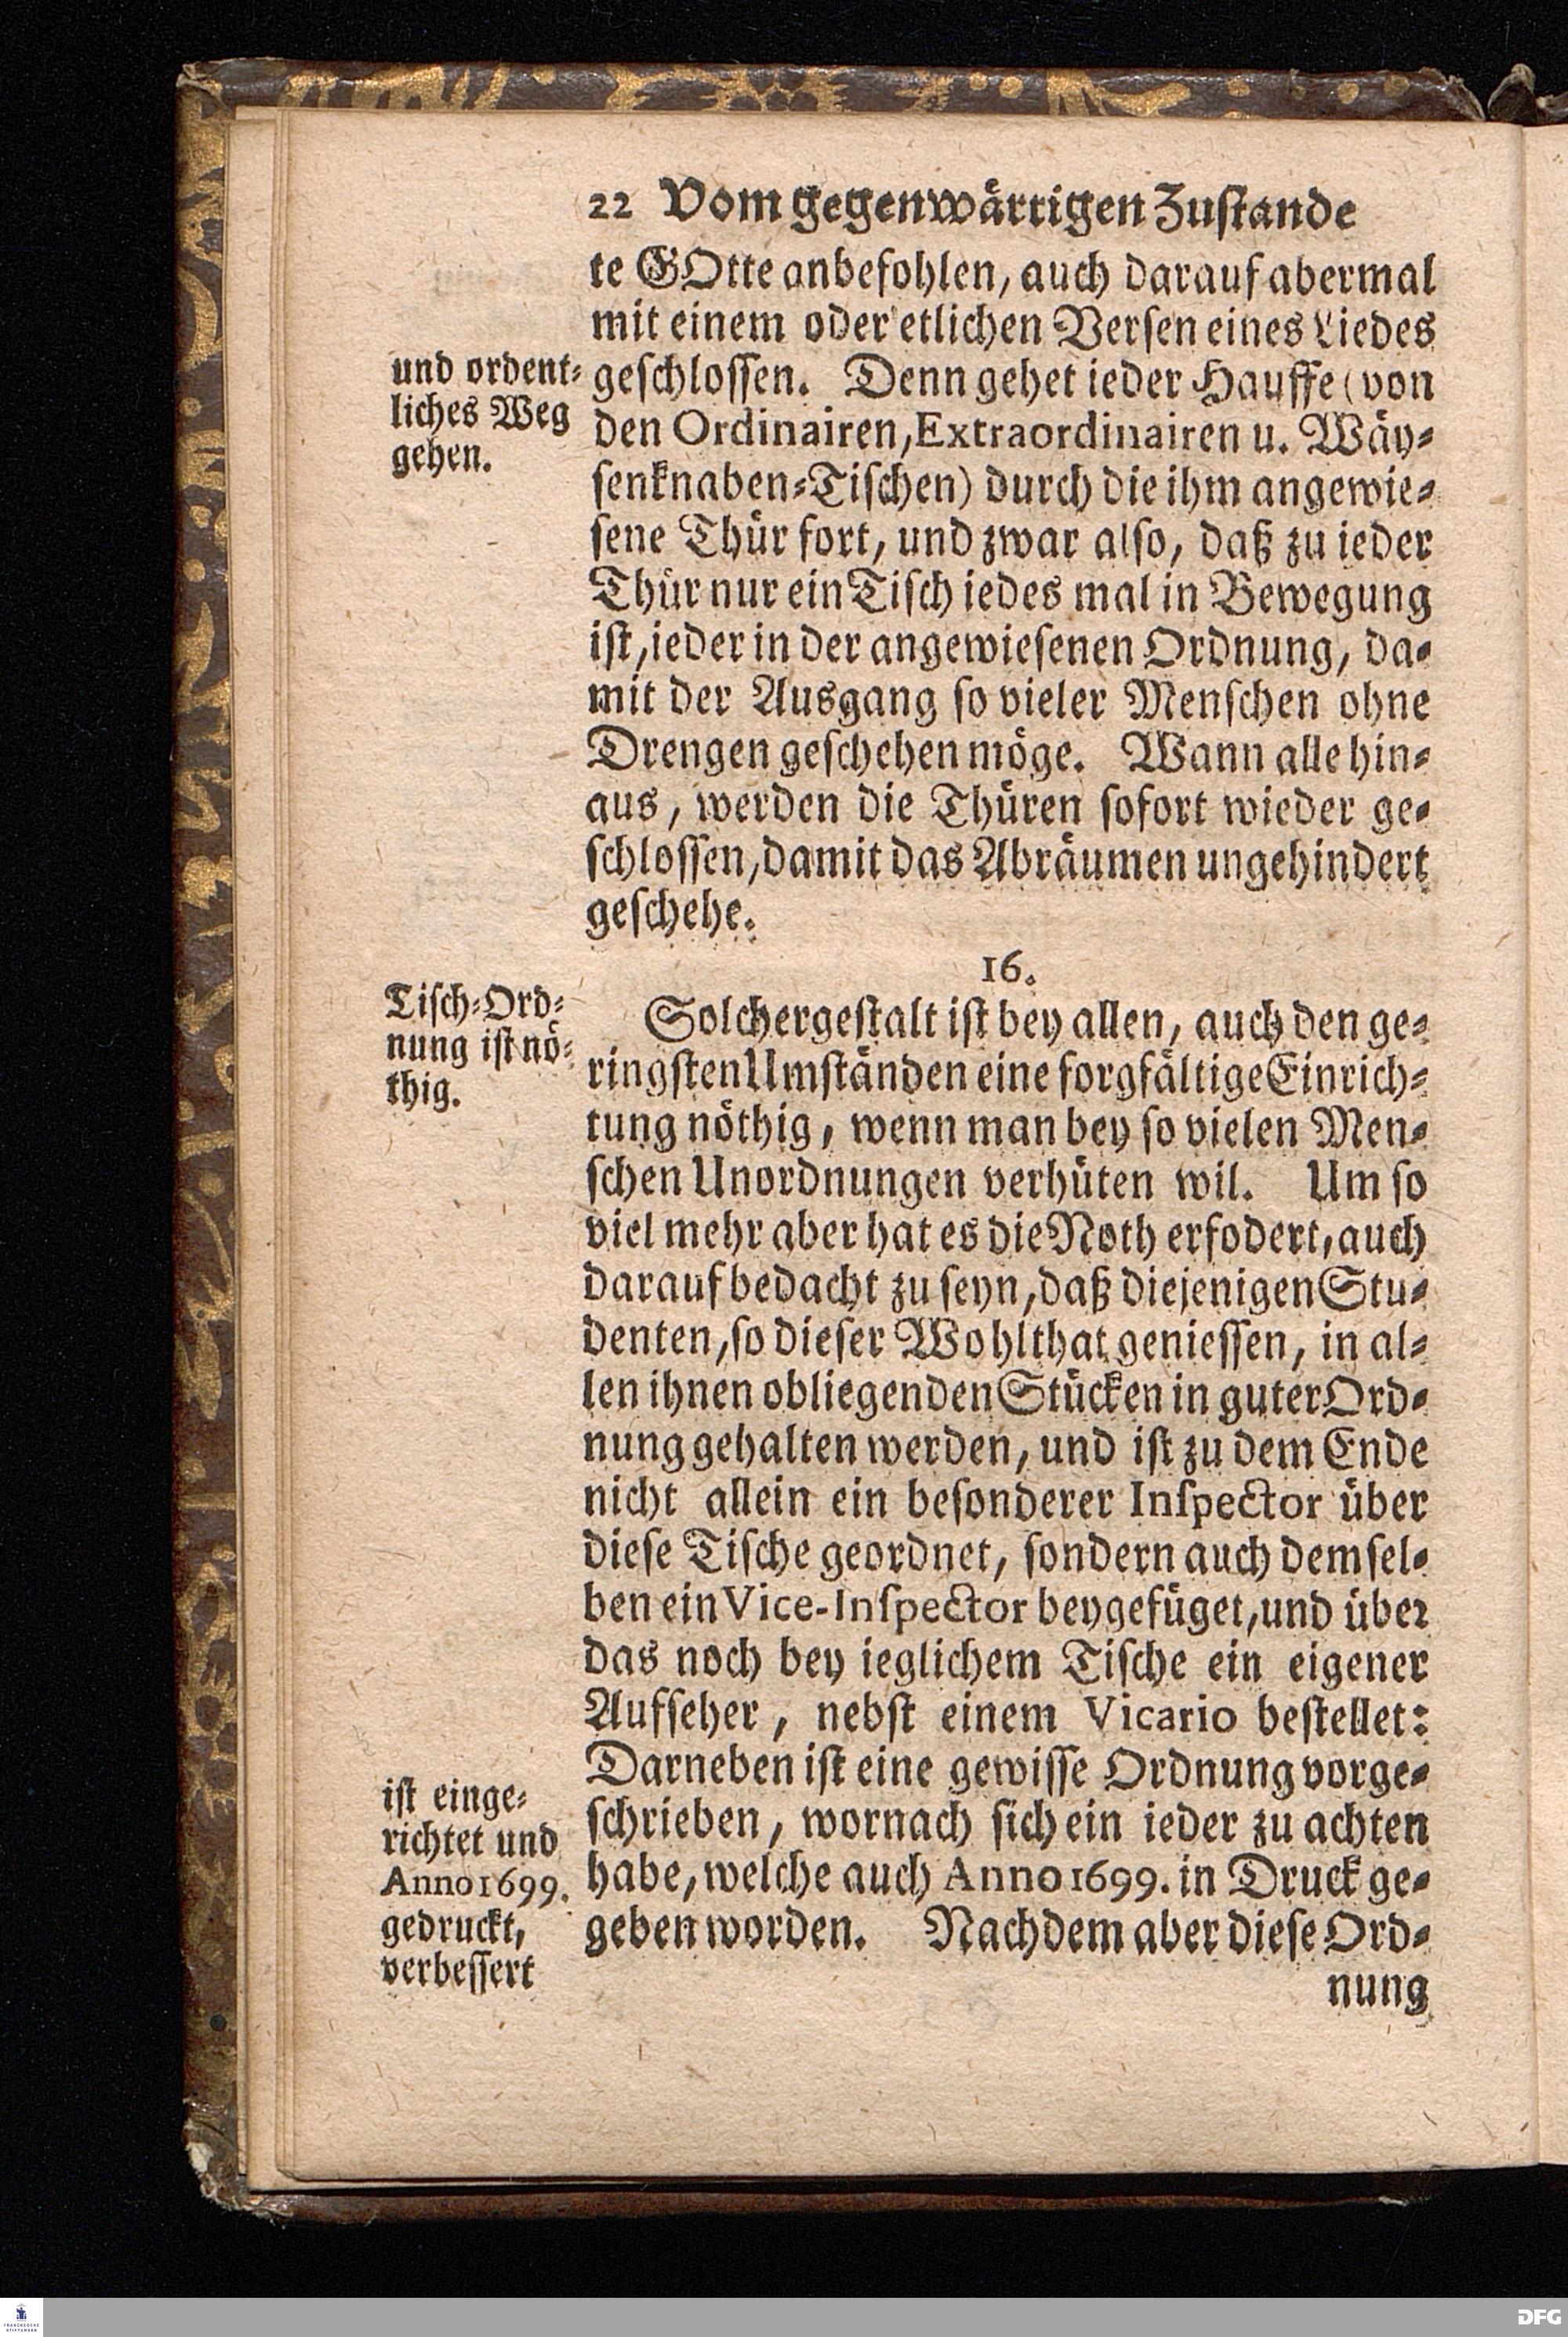 22 Vom gegenwärtigen Zustande
te GOtte anbefohlen, auch darauf abermal
mit einem oder etlichen Versen eines Liedes
und ordent-
liches Weg
gehen.
geschlossen. Denn gehet ieder Hauffe (von
den Ordinairen, Extraordinairen u. Wäy-
senknaben-Tischen) durch die ihm angewie-
sene Thür fort, und zwar also, daß zu ieder
Thür nur ein Tisch iedes mal in Bewegung
ist, ieder in der angewiesenen Ordnung, da-
mit der Ausgang so vieler Menschen ohne
Drengen geschehen möge. Wann alle hin-
aus, werden die Thüren sofort wieder ge-
schlossen, damit das Abräumen ungehindert
geschehe.
16.
Tisch-Ord-
nung ist nö-
thig.
Solchergestalt ist bey allen, auch den ge-
ringsten Umständen eine sorgfältige Einrich-
tung nöthig, wenn man bey so vielen Men-
schen Unordnungen verhüten wil. Um so
viel mehr aber hat es die Noth erfodert, auch
darauf bedacht zu seyn, daß diejenigen Stu-
denten, so dieser Wohlthat geniessen, in al-
len ihnen obliegenden Stücken in guter Ord-
nung gehalten werden, und ist zu dem Ende
nicht allein ein besonderer Inspector über
diese Tische geordnet, sondern auch demsel-
ben ein Vice-Inspector beygefüget, und über
das noch bey ieglichem Tische ein eigener
Aufseher, nebst einem Vicario bestellet:
Darneben ist eine gewisse Ordnung vorge-
ist einge-
richtet und
Anno 1699.
gedruckt,
verbessert
schrieben, wornach sich ein ieder zu achten
habe, welche auch Anno 1699. in Druck ge-
geben worden. Nachdem aber diese Ord-
nung
FRANCKESCHE
STIFTUNGEN
DFG